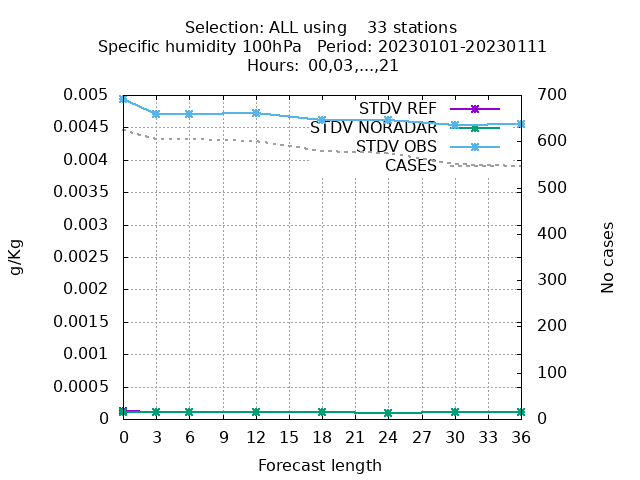 Selection: ALL using    33 stations
Specific humidity 100hPa   Period: 20230101-20230111
Hours:  00,03,...,21
0.005
0.0045
0.004
0.0035
0.003
0.0025
0.002
0.0015
0.001
0.0005
0
g/Kg
STDV REF
STDV NORADAR
STDV OBS
CASES
700
600
500
400
300
200
100
0
No cases
0 3 6 9 12 15 18 21 24 27 30 33 36
Forecast length